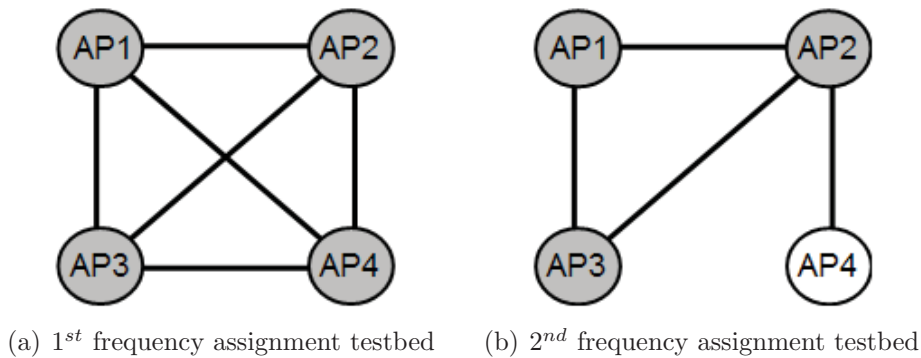 AP1 AP2 AP1 AP2
AP3 AP4 AP3 AP4
(a) 1st frequency assignment testbed (b) 2nd frequency assignment testbed